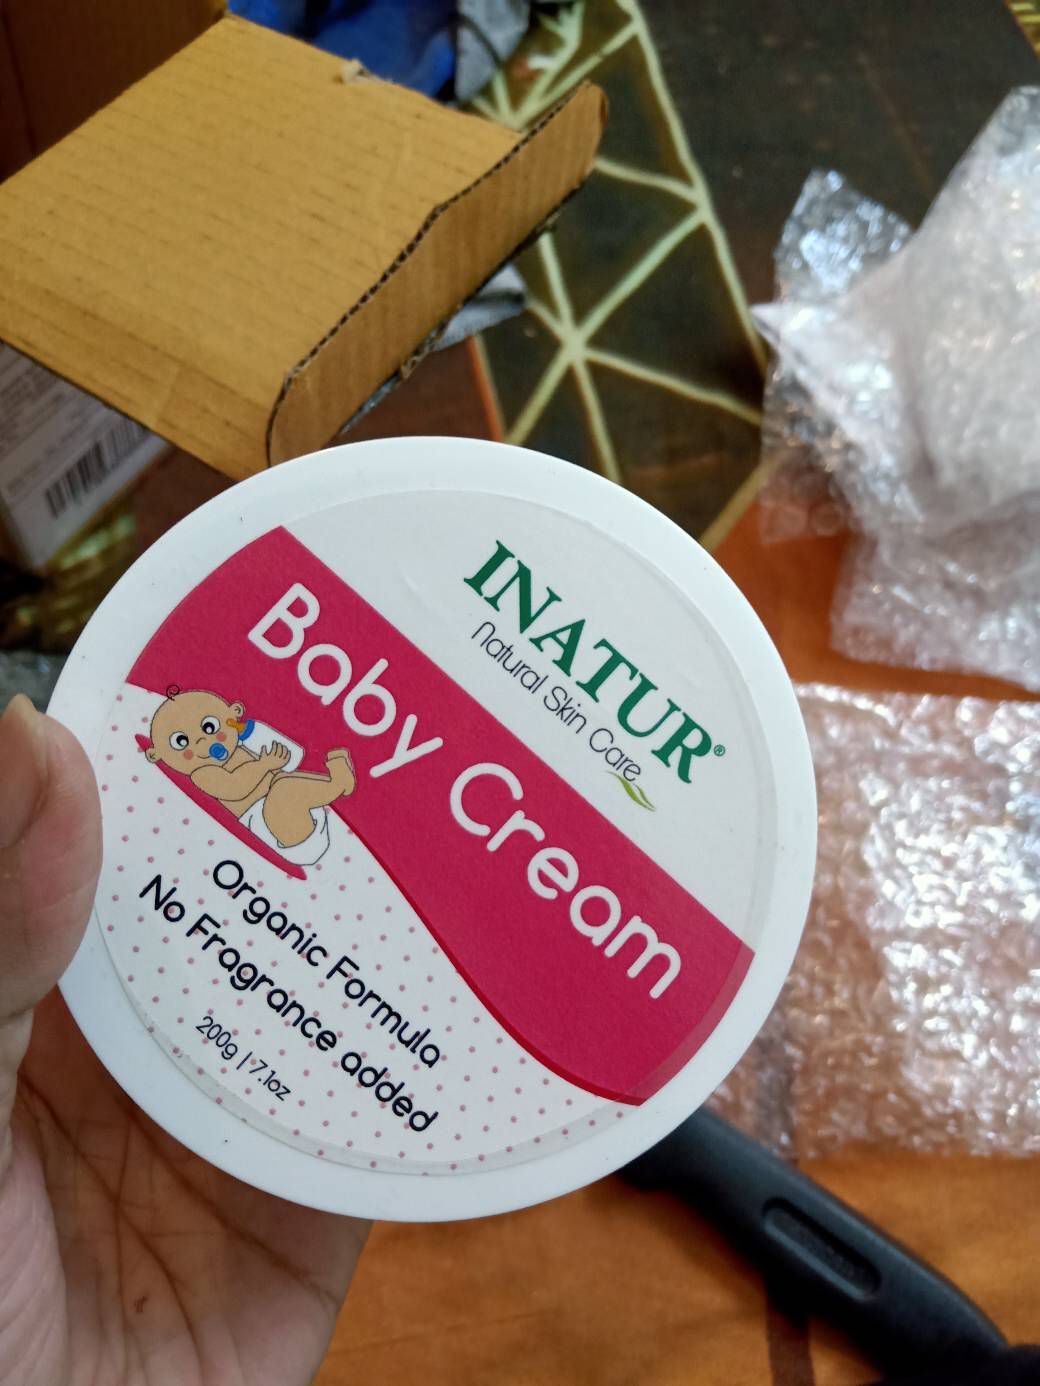 INATUR®
Natural Skin Care
Baby Cream
Organic Formula
No Fragrance added
200g | 7.1oz